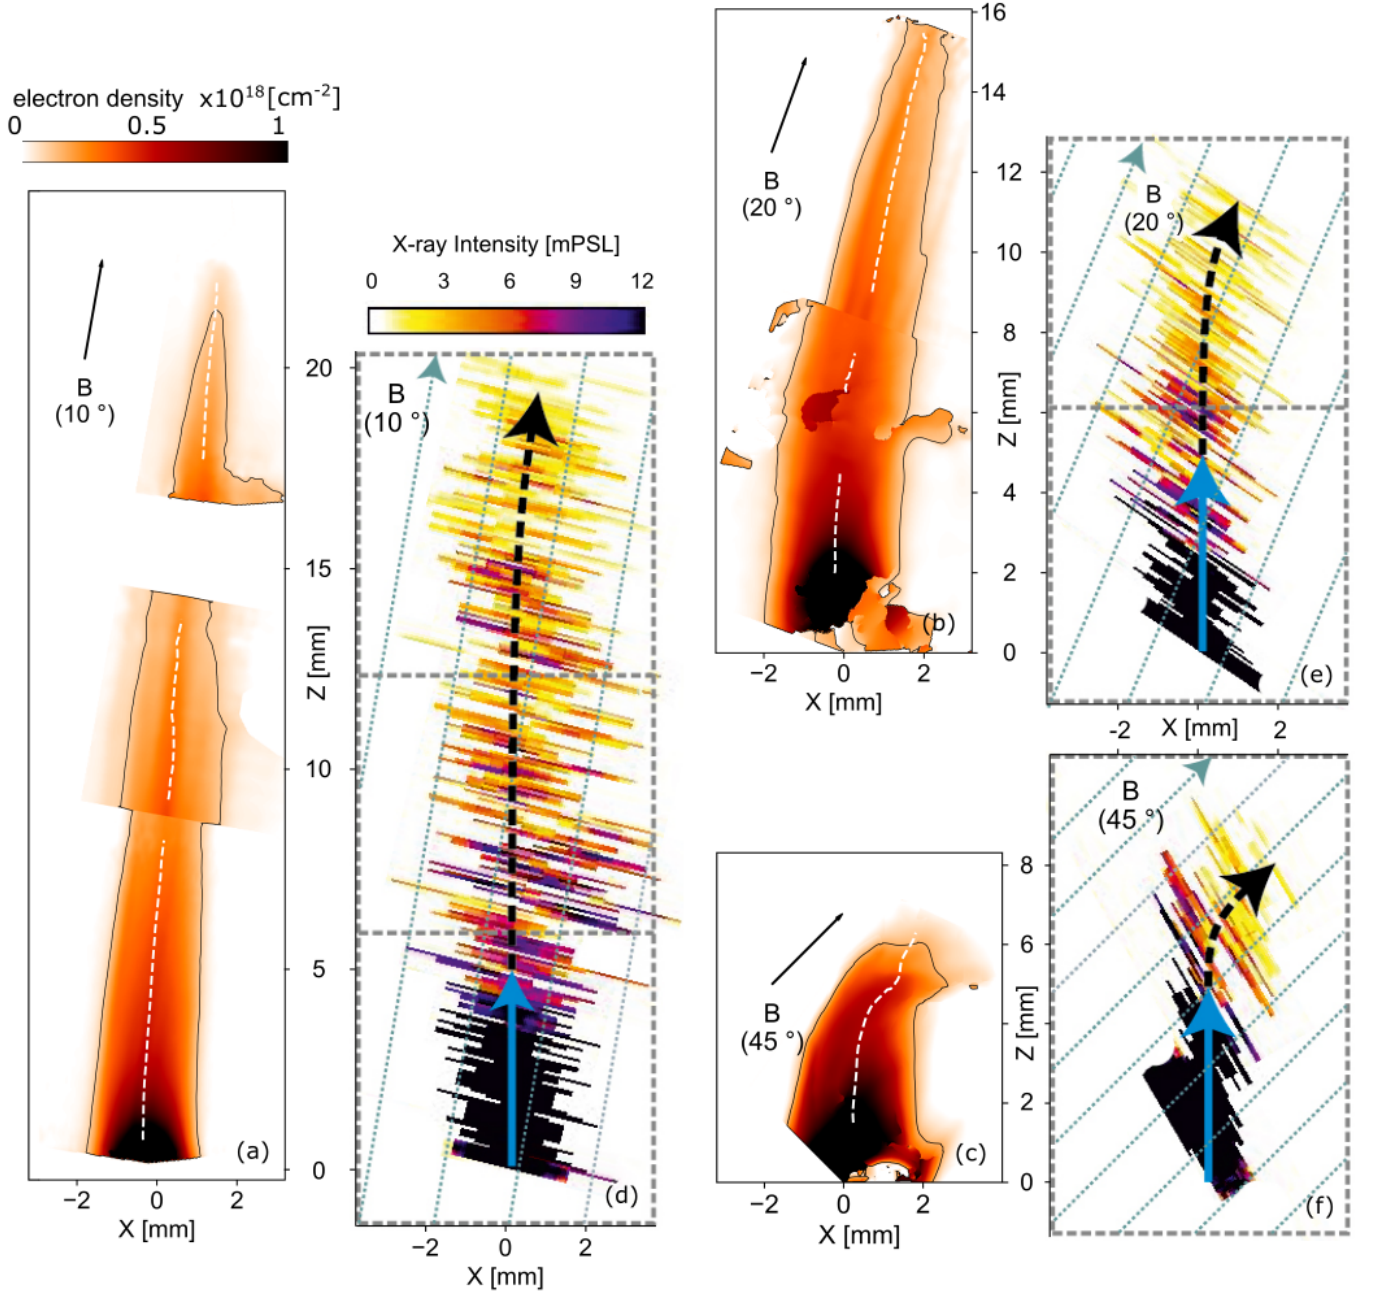 electron density x10¹⁸[cm⁻²]
0 0.5 1
B
(10 °)
(a)
−2 0 2
X [mm]
20
15
10
5
0
Z [mm]
X-ray Intensity [mPSL]
0 3 6 9 12
B
(10 °)
(d)
−2 0 2
X [mm]
B
(20 °)
(b)
−2 0 2
X [mm]
16
14
12
10
8
6
4
2
0
Z [mm]
B
(20 °)
(e)
-2 X [mm] 2
B
(45 °)
(c)
−2 0 2
X [mm]
8
6
4
2
0
Z [mm]
B
(45 °)
(f)